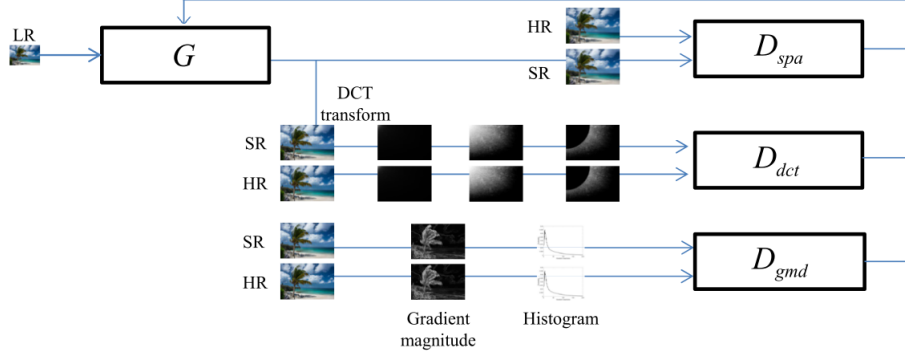 LR
G
HR
SR
D_spa
DCT
transform
SR
HR
D_dct
SR
HR
D_gmd
Gradient
magnitude
Histogram